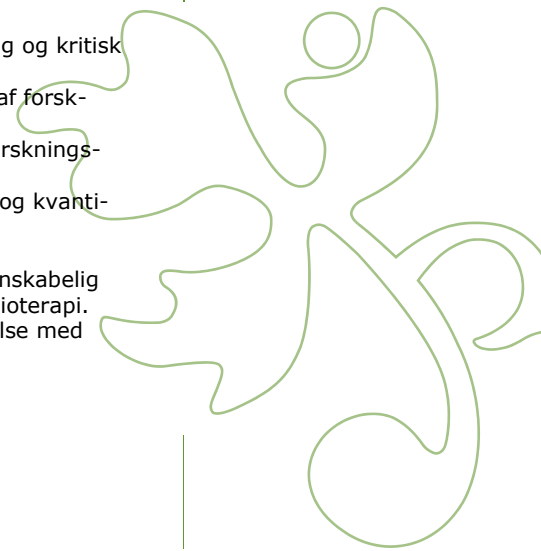 g og kritisk
af forsk-
rsknings-
og kvanti-
nskabelig
ioterapi.
lse med